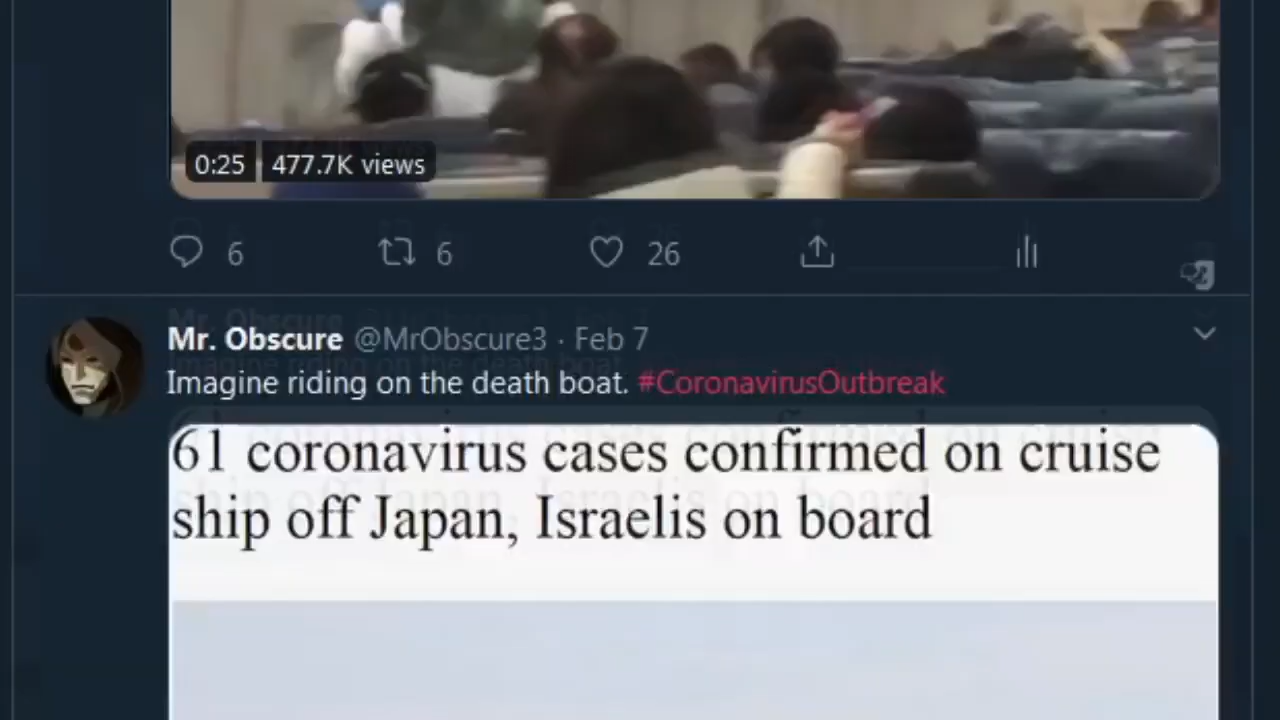 0:25 477.7K views
6 6 26
Mr. Obscure @MrObscure3 · Feb 7
Imagine riding on the death boat. #CoronavirusOutbreak
61 coronavirus cases confirmed on cruise
ship off Japan, Israelis on board